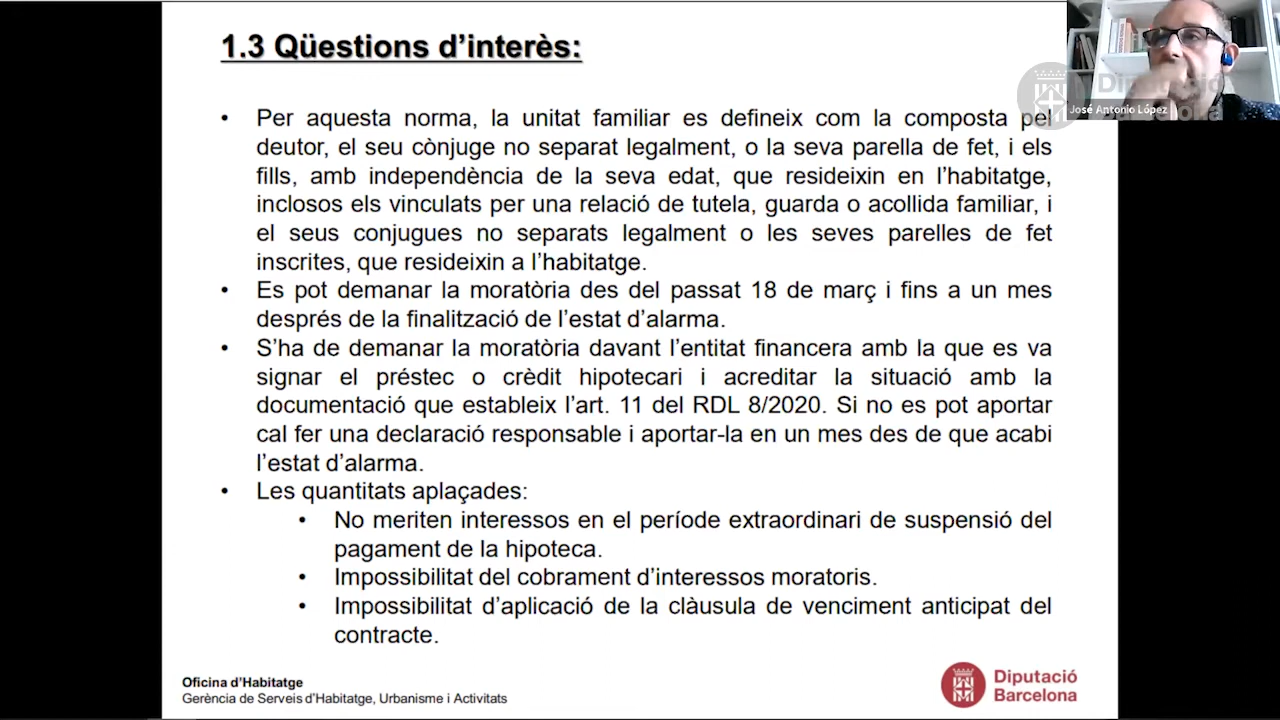 1.3 Qüestions d’interès:
• Per aquesta norma, la unitat familiar es defineix com la composta pel
deutor, el seu cònjuge no separat legalment, o la seva parella de fet, i els
fills, amb independència de la seva edat, que resideixin en l’habitatge,
inclosos els vinculats per una relació de tutela, guarda o acollida familiar, i
el seus conjugues no separats legalment o les seves parelles de fet
inscrites, que resideixin a l’habitatge.
• Es pot demanar la moratòria des del passat 18 de març i fins a un mes
després de la finalització de l’estat d’alarma.
• S’ha de demanar la moratòria davant l’entitat financera amb la que es va
signar el préstec o crèdit hipotecari i acreditar la situació amb la
documentació que estableix l’art. 11 del RDL 8/2020. Si no es pot aportar
cal fer una declaració responsable i aportar-la en un mes des de que acabi
l’estat d’alarma.
• Les quantitats aplaçades:
• No meriten interessos en el període extraordinari de suspensió del
pagament de la hipoteca.
• Impossibilitat del cobrament d’interessos moratoris.
• Impossibilitat d’aplicació de la clàusula de venciment anticipat del
contracte.
Oficina d’Habitatge
Gerència de Serveis d’Habitatge, Urbanisme i Activitats
Diputació
Barcelona
José Antonio López